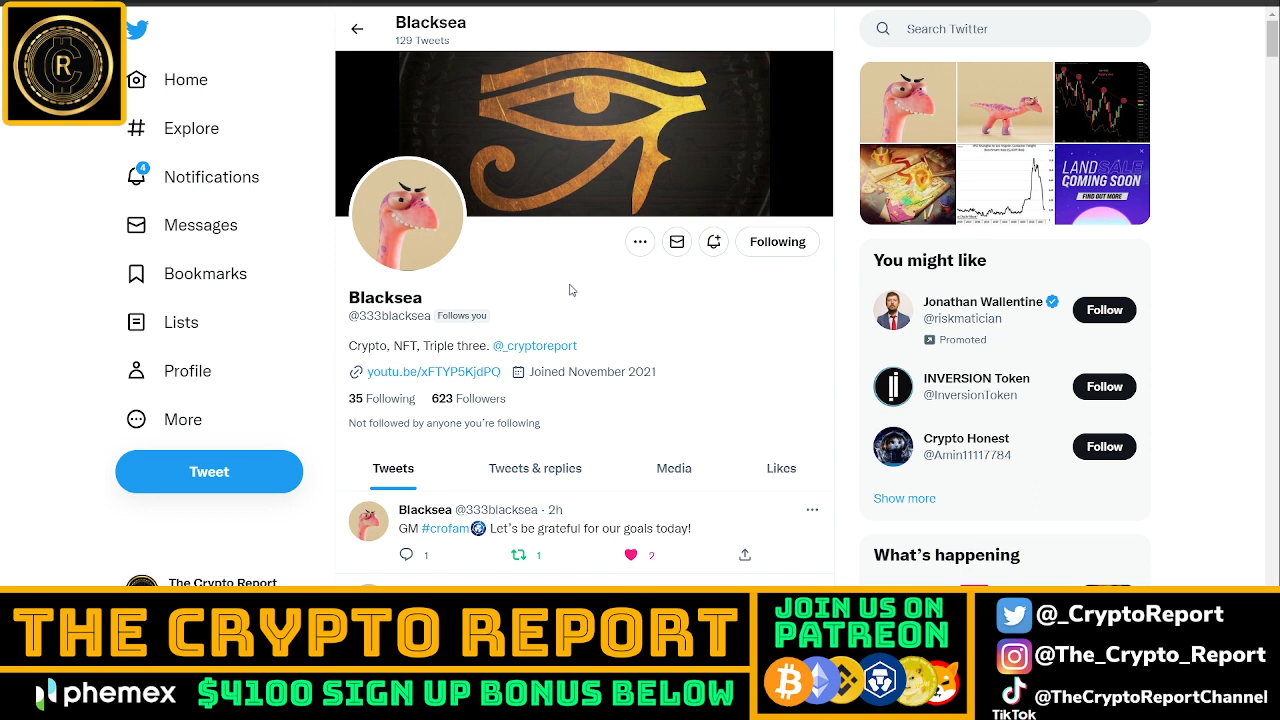 Blacksea
129 Tweets
Search Twitter
R
Home
Explore
4
Notifications
Messages
Bookmarks
Lists
Profile
More
Tweet
The Crypto Report
Following
Blacksea
@333blacksea Follows you
Crypto, NFT, Triple three. @_cryptoreport
youtu.be/xFTYP5KjdPQ Joined November 2021
35 Following 623 Followers
Not followed by anyone you're following
Tweets Tweets & replies Media Likes
Blacksea @333blacksea · 2h
GM #crofam Let's be grateful for our goals today!
1 1 2
LAND SALE
COMING SOON
FIND OUT MORE
You might like
Jonathan Wallentine
@riskmatician
Follow
Promoted
INVERSION Token
@InversionToken
Follow
Crypto Honest
@Amin11117784
Follow
Show more
What's happening
THE CRYPTO REPORT
phemex $4100 SIGN UP BONUS BELOW
JOIN US ON
PATREON
@_CryptoReport
@The_Crypto_Report
@TheCryptoReportChannel
TikTok